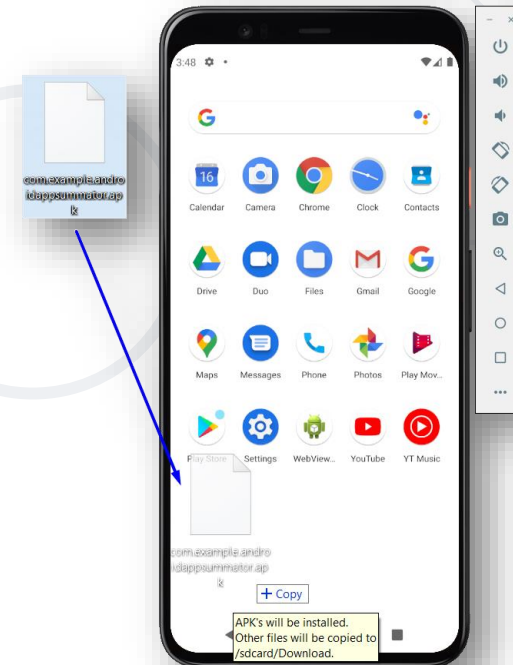 3:48
16
Calendar Camera Chrome Clock Contacts
Drive Duo Files Gmail Google
Maps Messages Phone Photos Play Mov...
Play Store Settings WebView... YouTube YT Music
com.example.andro
idappsummator.ap
k
com.example.andro
idappsummator.ap
k
+ Copy
APK's will be installed.
Other files will be copied to
/sdcard/Download.